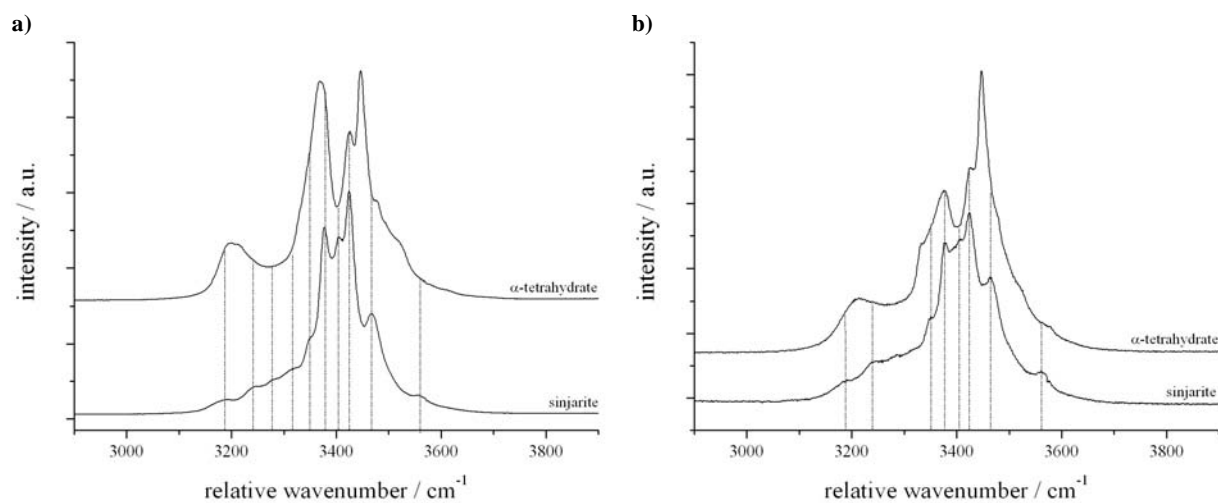 a)
intensity / a.u.
α-tetrahydrate
sinjarite
3000 3200 3400 3600 3800
relative wavenumber / cm⁻¹
b)
intensity / a.u.
α-tetrahydrate
sinjarite
3000 3200 3400 3600 3800
relative wavenumber / cm⁻¹